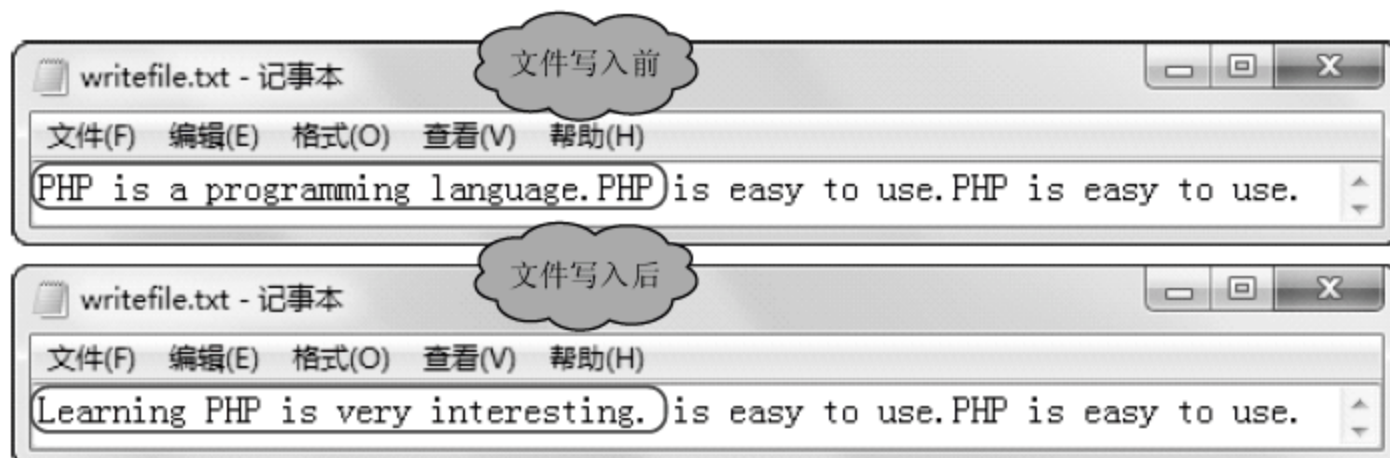 文件写入前
writefile.txt - 记事本
文件(F) 编辑(E) 格式(O) 查看(V) 帮助(H)
PHP is a programming language.PHP is easy to use.PHP is easy to use.
文件写入后
writefile.txt - 记事本
文件(F) 编辑(E) 格式(O) 查看(V) 帮助(H)
Learning PHP is very interesting. is easy to use.PHP is easy to use.